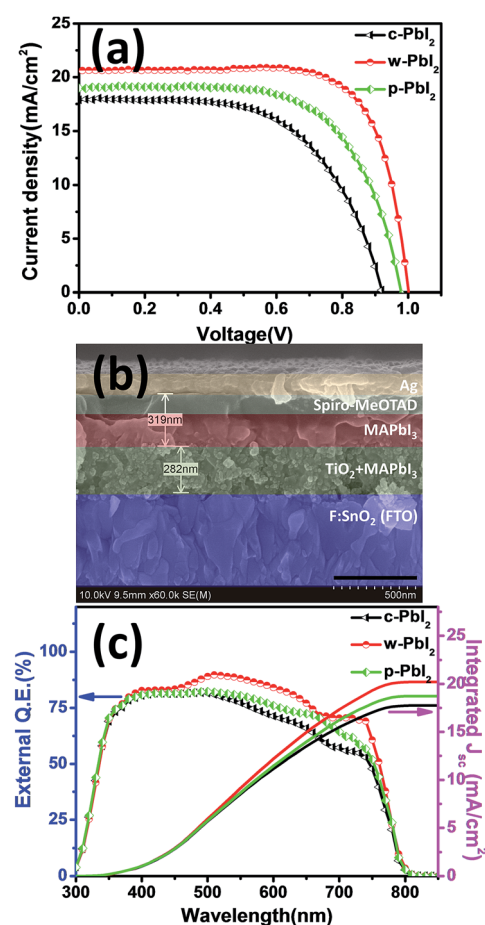 (a)
c-PbI2
w-PbI2
p-PbI2
Current density(mA/cm2)
25
20
15
10
5
0
0.0 0.2 0.4 0.6 0.8 1.0
Voltage(V)
(b)
Ag
Spiro-MeOTAD
319nm
MAPbI3
282nm
TiO2+MAPbI3
F:SnO2 (FTO)
10.0kV 9.5mm x60.0k SE(M)
500nm
(c)
c-PbI2
w-PbI2
p-PbI2
External Q.E.(%)
100
75
50
25
0
25
20
15
10
5
0
Integrated Jsc (mA/cm2)
300 400 500 600 700 800
Wavelength(nm)